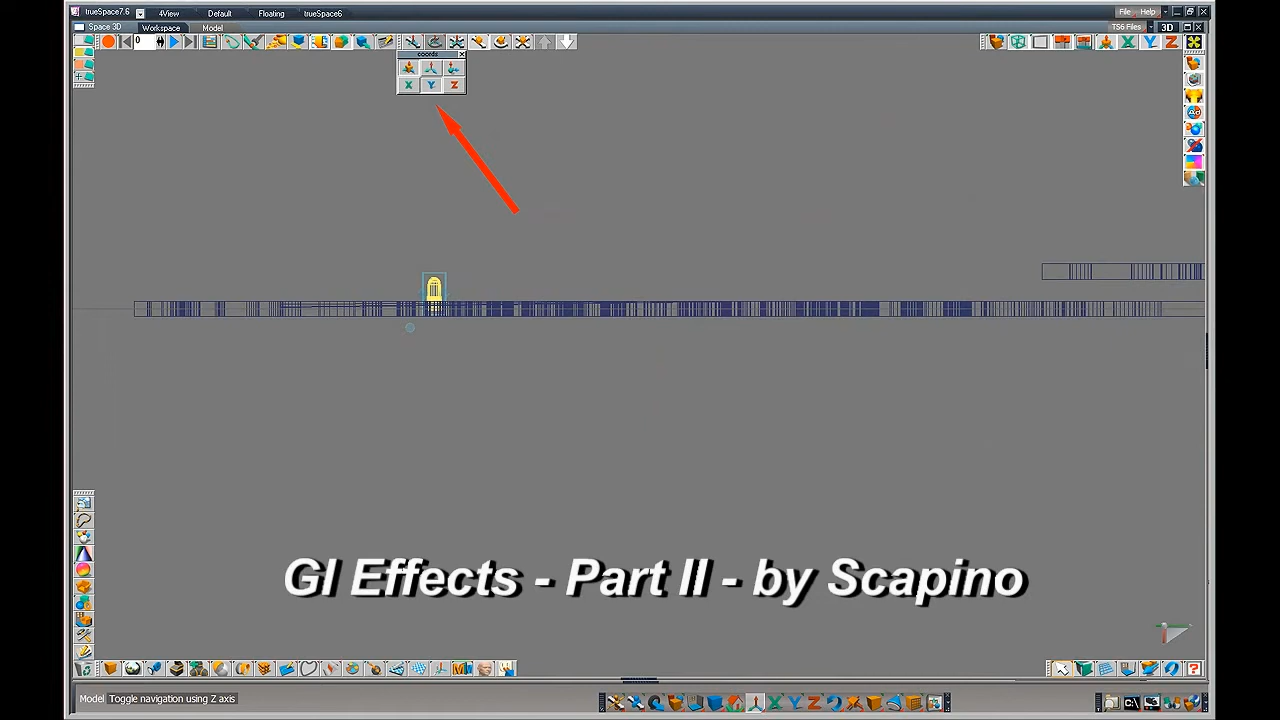 trueSpace7.6 4View Default Floating trueSpace6 File Help
Space 3D Workspace Model TS6 Files 3D
0 X Y Z
X Y Z
GI Effects - Part II - by Scapino
Model Toggle navigation using Z axis X Y Z C:\